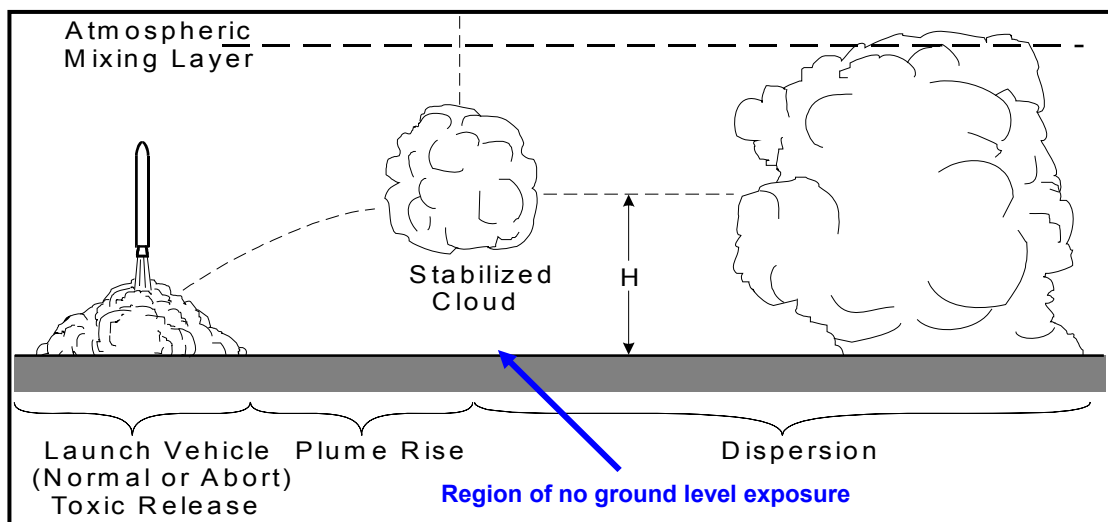 Atmospheric
Mixing Layer
Stabilized
Cloud
H
Launch Vehicle
(Normal or Abort)
Toxic Release
Plume Rise
Dispersion
Region of no ground level exposure